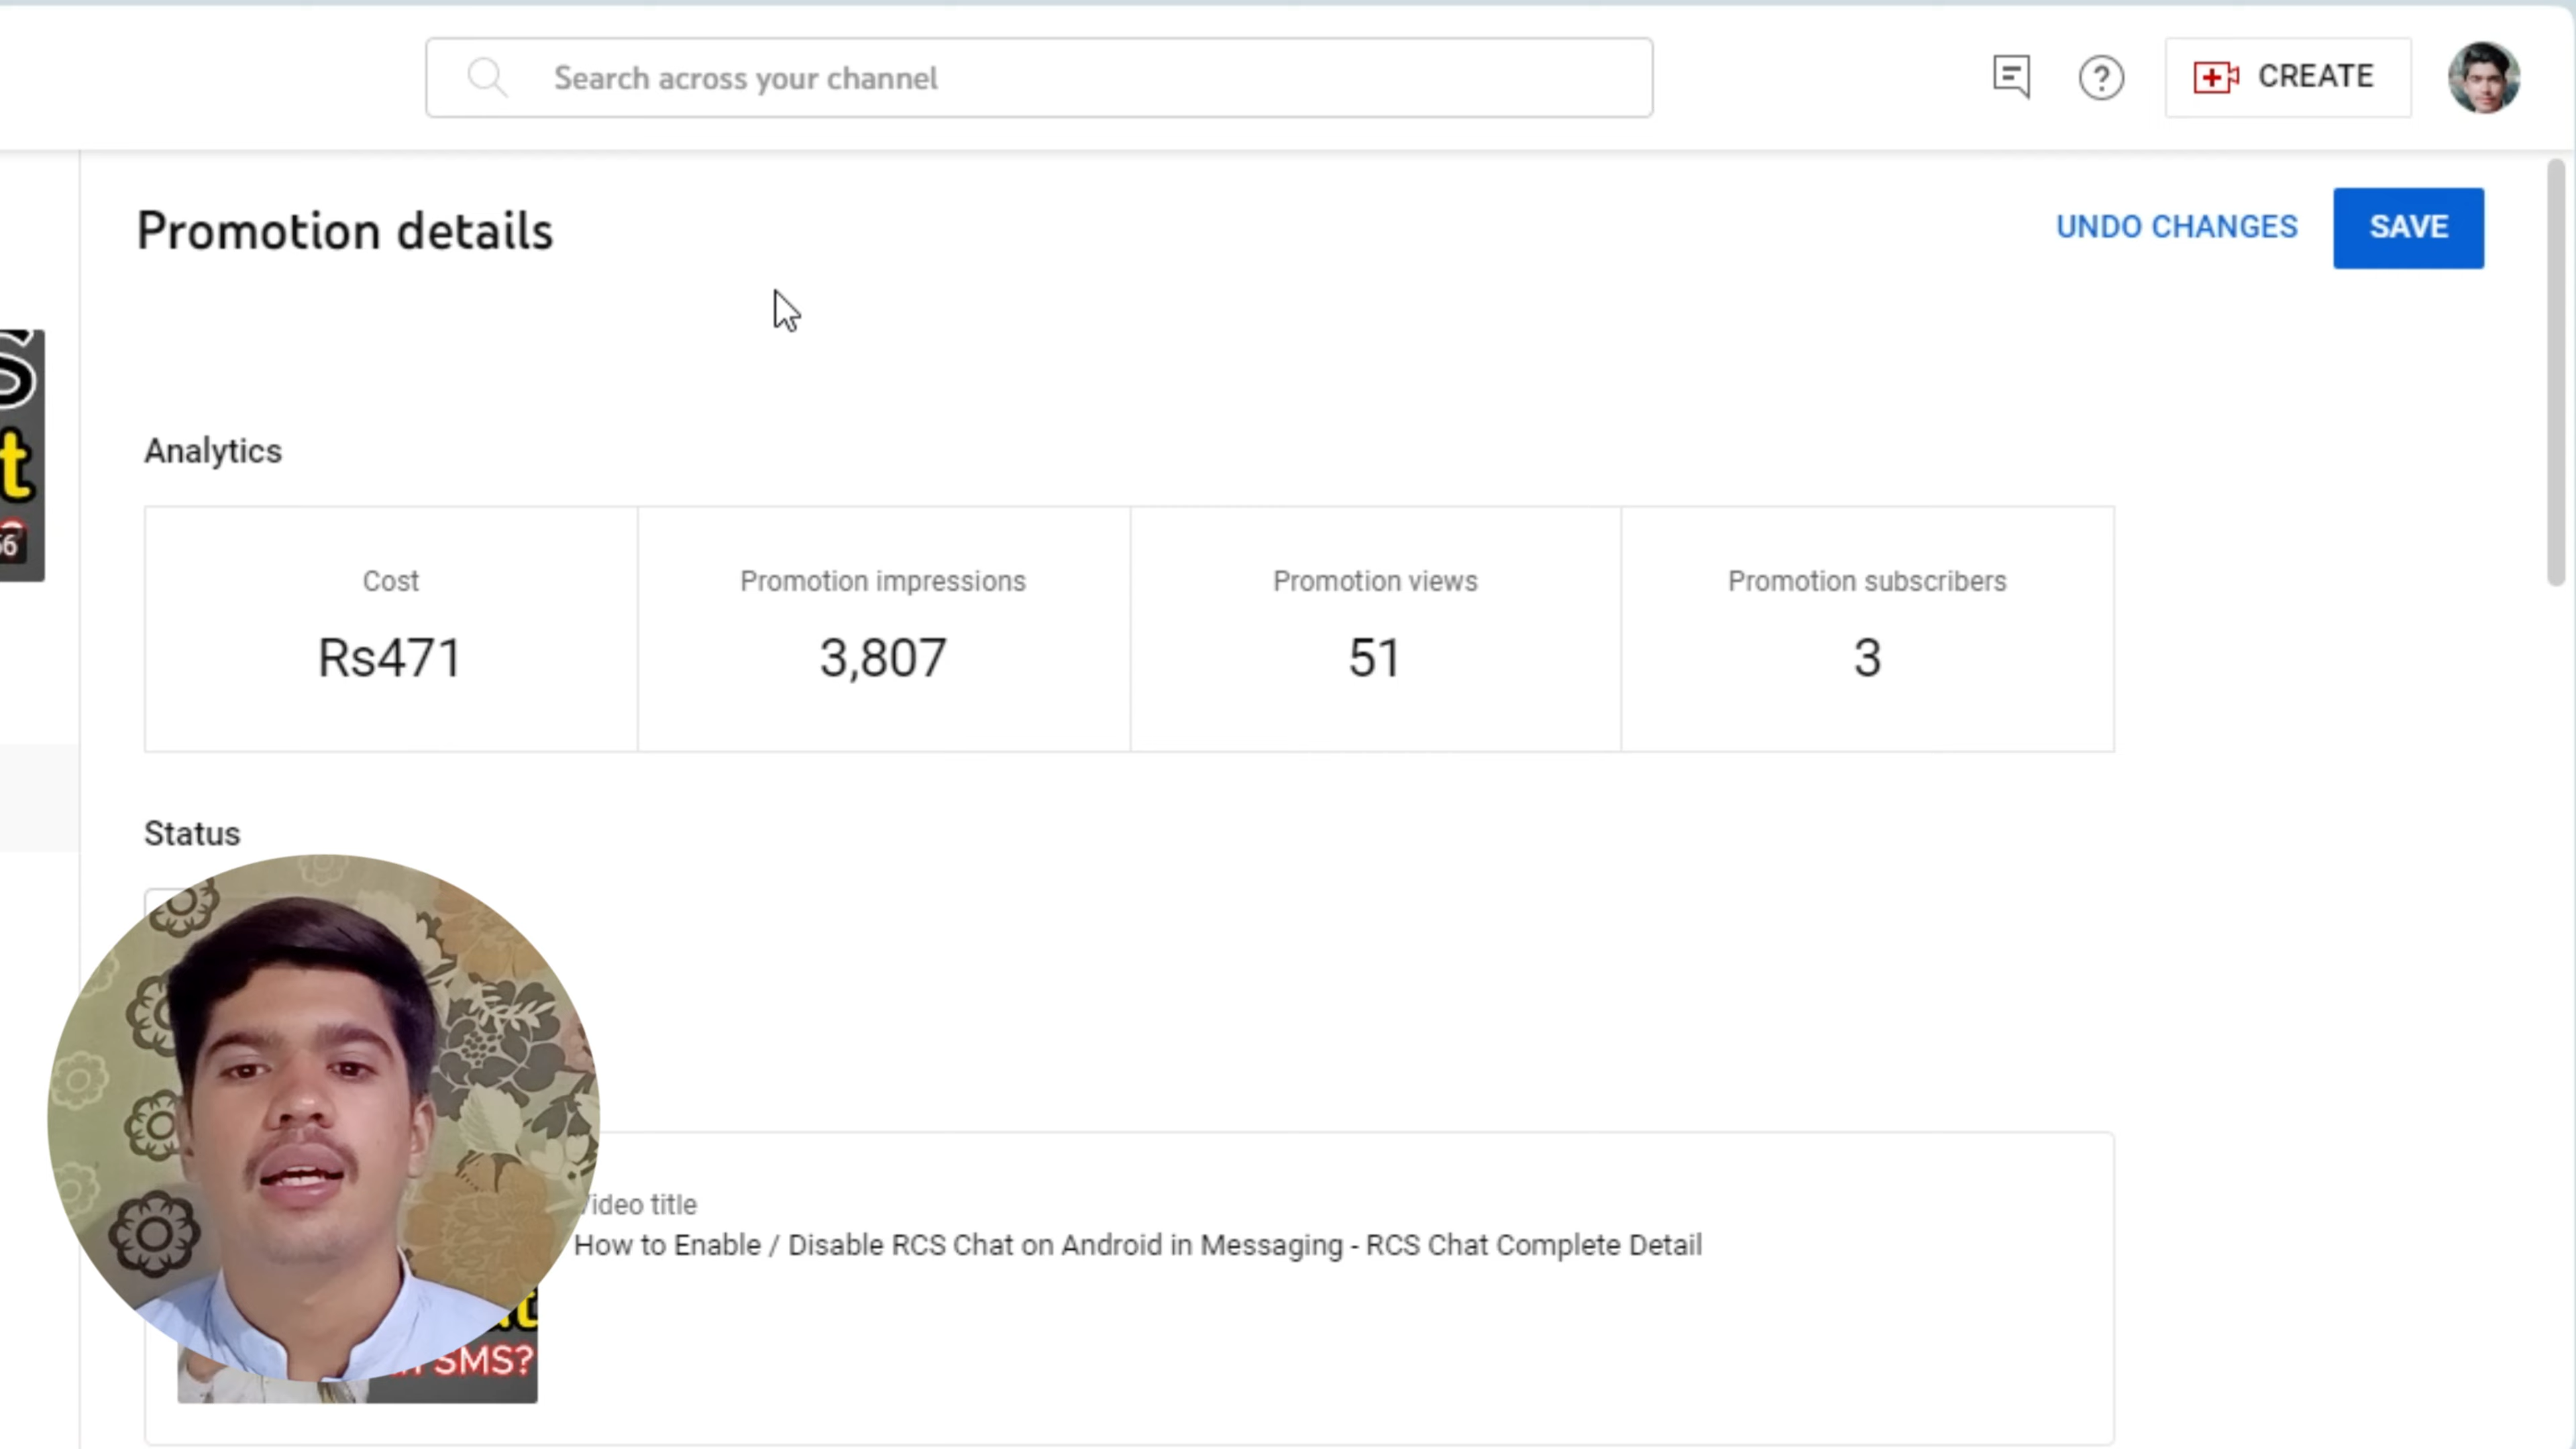 Search across your channel
CREATE
Promotion details
UNDO CHANGES
SAVE
Analytics
Cost
Promotion impressions
Promotion views
Promotion subscribers
Rs471
3,807
51
3
Status
ideo title
How to Enable / Disable RCS Chat on Android in Messaging - RCS Chat Complete Detail
SMS?